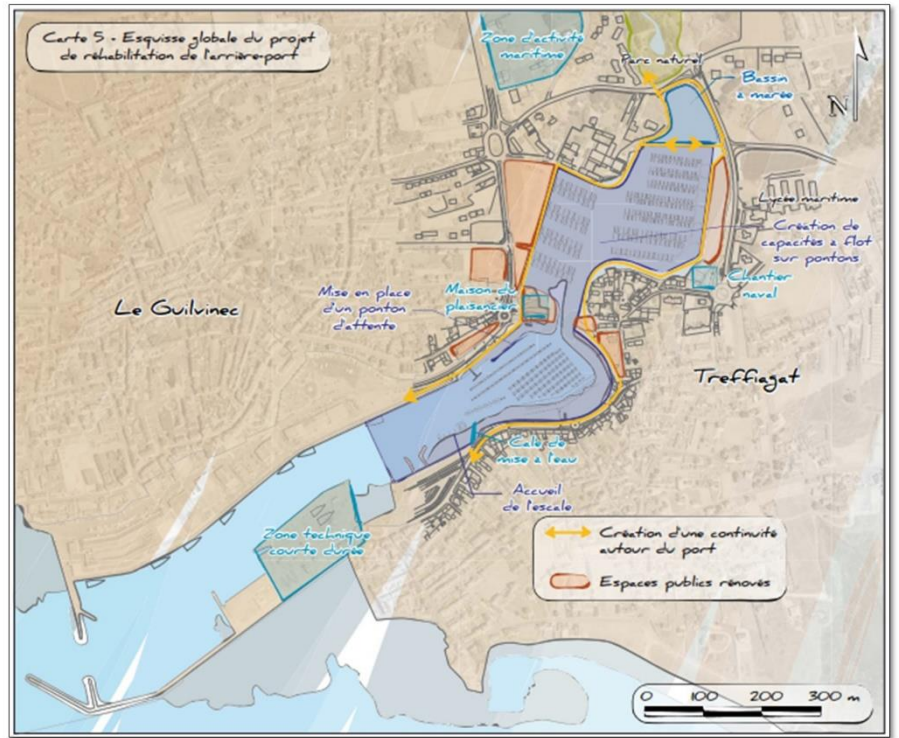 Carte 5 - Esquisse globale du projet
de réhabilitation de l'arrière-port
Zone d'activité
maritime
Parc naturel
Bassin
à marée
N
Lycée maritime
Création de
capacités à flot
sur pontons
Chantier
naval
Mise en place
d'un ponton
d'attente
Maison du
plaisancier
Le Guilvinec
Treffiagat
Cale de
mise à l'eau
Accueil
de l'escale
Zone technique
courte durée
Création d'une continuité
autour du port
Espaces publics rénovés
0 100 200 300 m